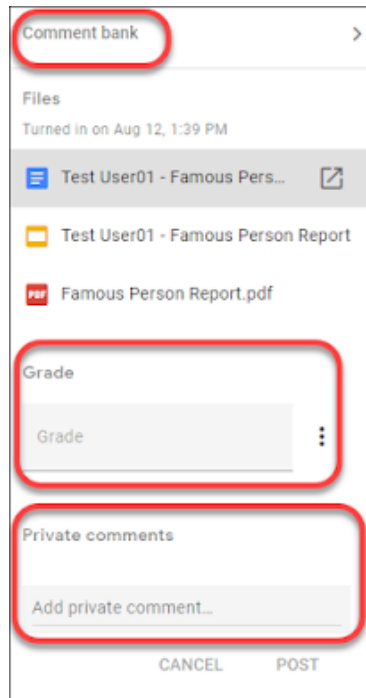 Comment bank
Files
Turned in on Aug 12, 1:39 PM
Test User01 - Famous Pers...
Test User01 - Famous Person Report
PDF Famous Person Report.pdf
Grade
Grade
Private comments
Add private comment...
CANCEL POST